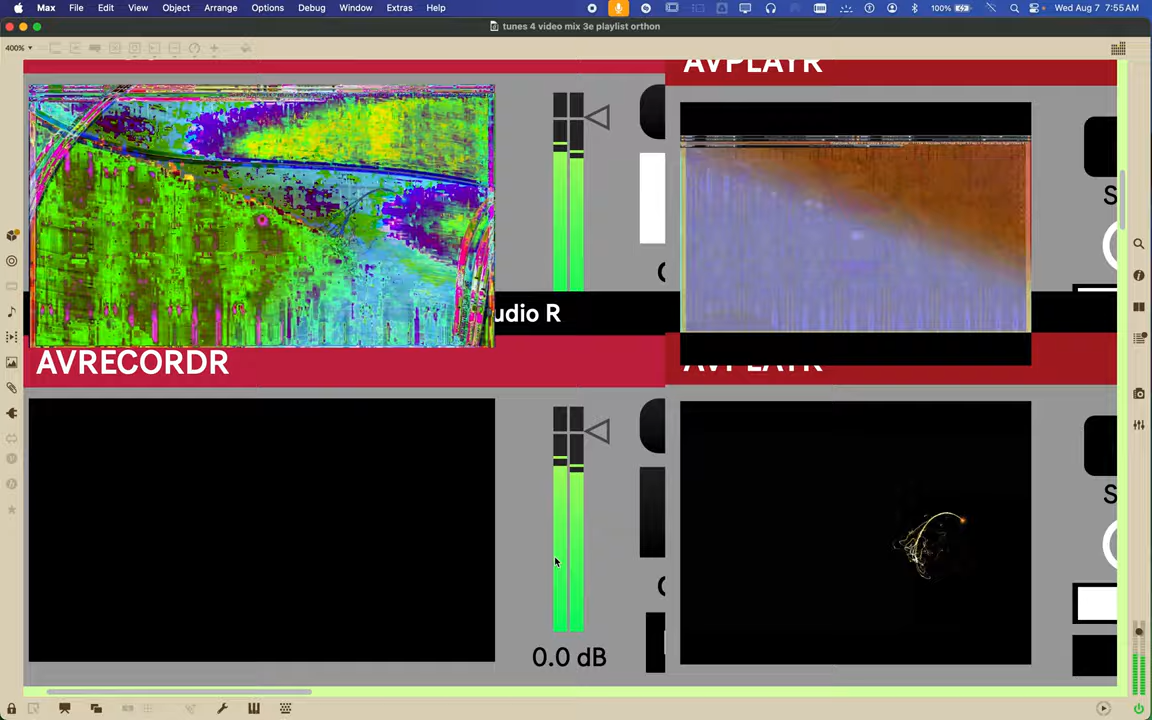 Max File Edit View Object Arrange Options Debug Window Extras Help 100% Wed Aug 7 7:55 AM
tunes 4 video mix 3e playlist orthon
400%
AVPLAYR
S
udio R
AVRECORDR
AVPLAYR
S
0.0 dB